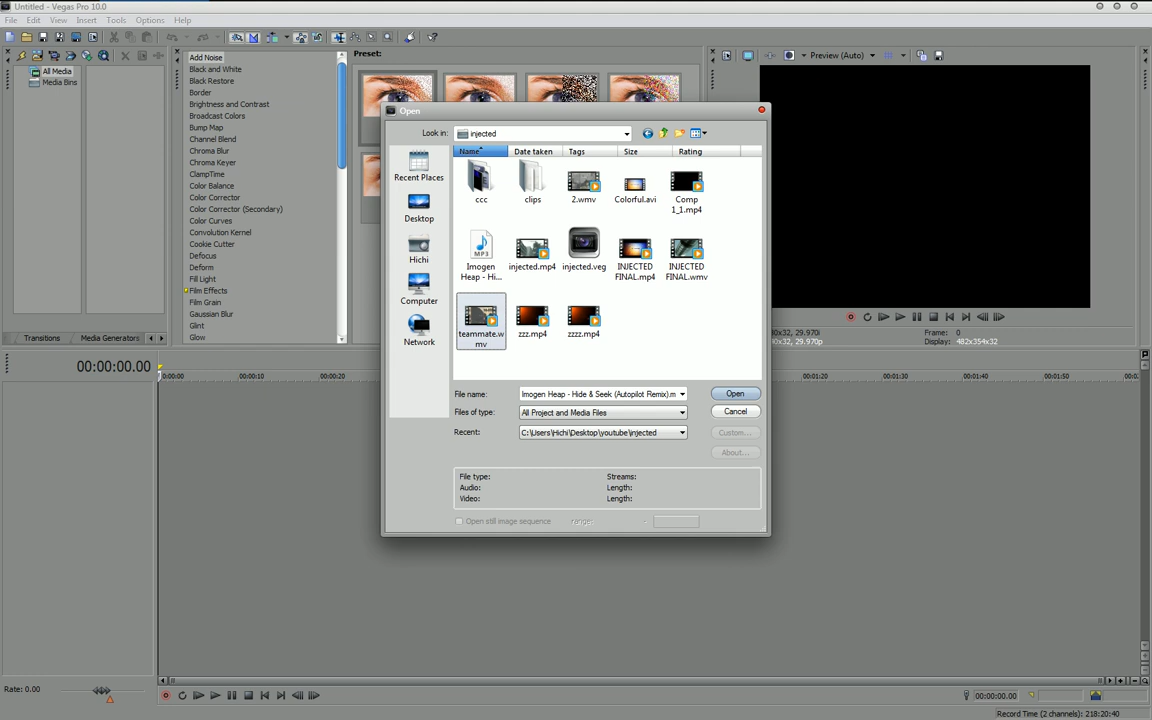 Untitled - Vegas Pro 10.0
File Edit View Insert Tools Options Help
All Media
Media Bins
Transitions
Media Generators
Add Noise
Black and White
Black Restore
Border
Brightness and Contrast
Broadcast Colors
Bump Map
Channel Blend
Chroma Blur
Chroma Keyer
ClampTime
Color Balance
Color Corrector
Color Corrector (Secondary)
Color Curves
Convolution Kernel
Cookie Cutter
Defocus
Deform
Fill Light
Film Effects
Film Grain
Gaussian Blur
Glint
Glow
Preset:
Preview (Auto)
Frame: 0
Display: 482x354x32
Open
Look in:
injected
Recent Places
Desktop
Hichi
Computer
Network
Name Date taken Tags Size Rating
ccc
clips
2.wmv
Colorful.avi
Comp
1_1.mp4
MP3
Imogen
Heap - Hi...
injected.mp4
injected.veg
INJECTED
FINAL.mp4
INJECTED
FINAL.wmv
teammate.w
mv
zzz.mp4
zzzz.mp4
File name: Imogen Heap - Hide & Seek (Autopilot Remix).m
Open
Files of type: All Project and Media Files
Cancel
Recent: C:\Users\Hichi\Desktop\youtube\injected
Custom...
About...
File type: Streams:
Audio: Length:
Video: Length:
Open still image sequence range: -
00:00:00.00
0:00:00 00:00:10 00:00:20 00:01:20 00:01:30 00:01:40 00:01:50
Rate: 0.00
00:00:00.00
Record Time (2 channels): 218:20:40